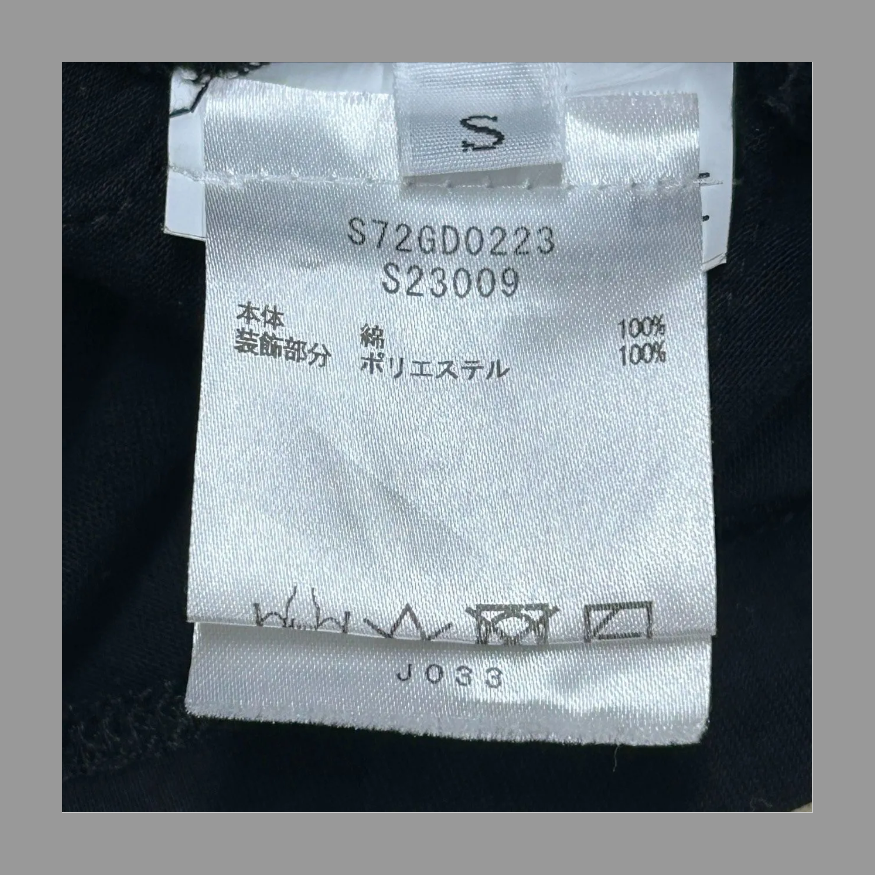 S
S72GD0223
S23009
本体 綿 100%
装飾部分 ポリエステル 100%
J033